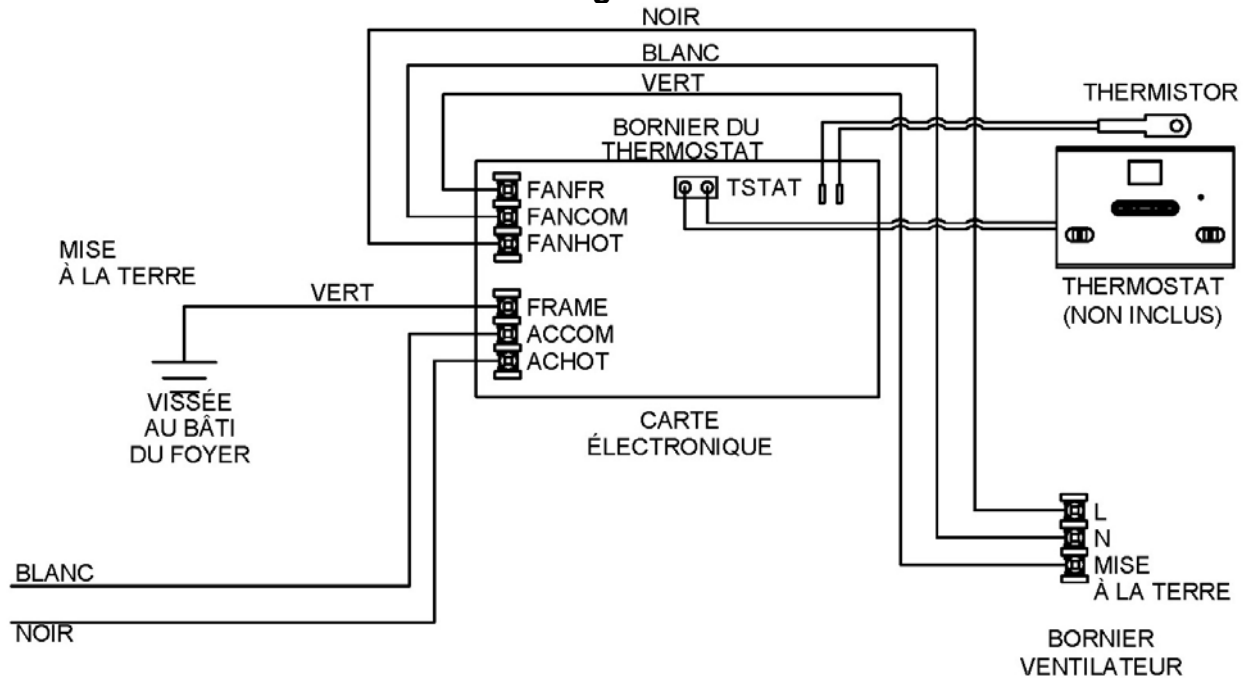 NOIR
BLANC
VERT
THERMISTOR
BORNIER DU
THERMOSTAT
FANFR
FANCOM
FANHOT
TSTAT
MISE
À LA TERRE
VERT
FRAME
ACCOM
ACHOT
THERMOSTAT
(NON INCLUS)
VISSÉE
AU BÂTI
DU FOYER
CARTE
ÉLECTRONIQUE
L
N
MISE
À LA TERRE
BLANC
NOIR
BORNIER
VENTILATEUR